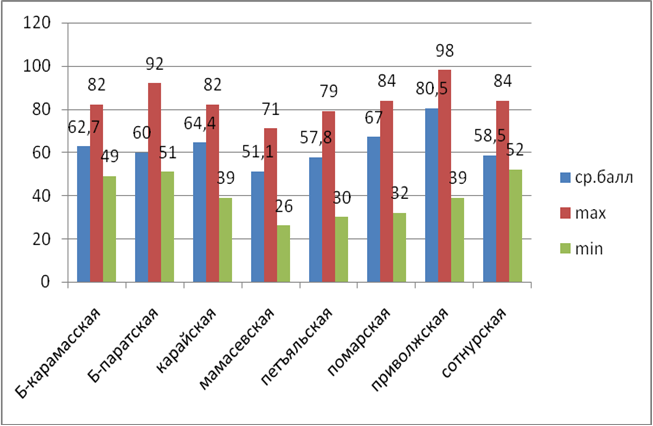 120
100
80
60
40
20
0
62,7 82 49
60 92 51
64,4 82 39
51,1 71 26
57,8 79 30
67 84 32
80,5 98 39
58,5 84 52
Б-карамасская
Б-паратская
карайская
мамасевская
петъяльская
помарская
приволжская
сотнурская
ср.балл
max
min